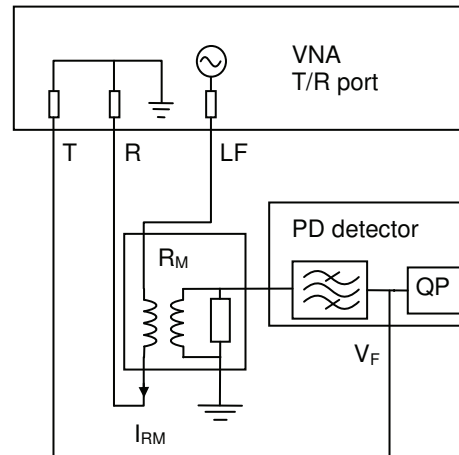 VNA
T/R port
T
R
LF
PD detector
R_M
QP
V_F
I_RM